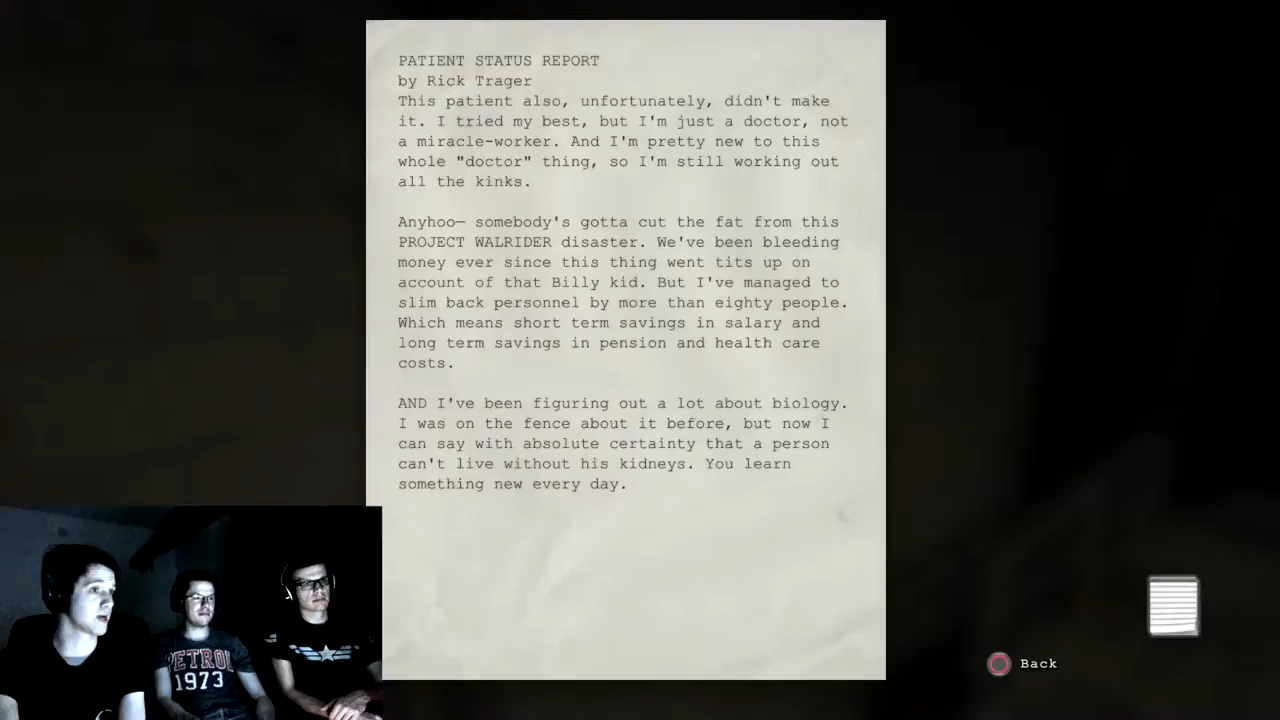 PATIENT STATUS REPORT
by Rick Trager
This patient also, unfortunately, didn't make
it. I tried my best, but I'm just a doctor, not
a miracle-worker. And I'm pretty new to this
whole "doctor" thing, so I'm still working out
all the kinks.
Anyhoo— somebody's gotta cut the fat from this
PROJECT WALRIDER disaster. We've been bleeding
money ever since this thing went tits up on
account of that Billy kid. But I've managed to
slim back personnel by more than eighty people.
Which means short term savings in salary and
long term savings in pension and health care
costs.
AND I've been figuring out a lot about biology.
I was on the fence about it before, but now I
can say with absolute certainty that a person
can't live without his kidneys. You learn
something new every day.
PETROL
1973
Back